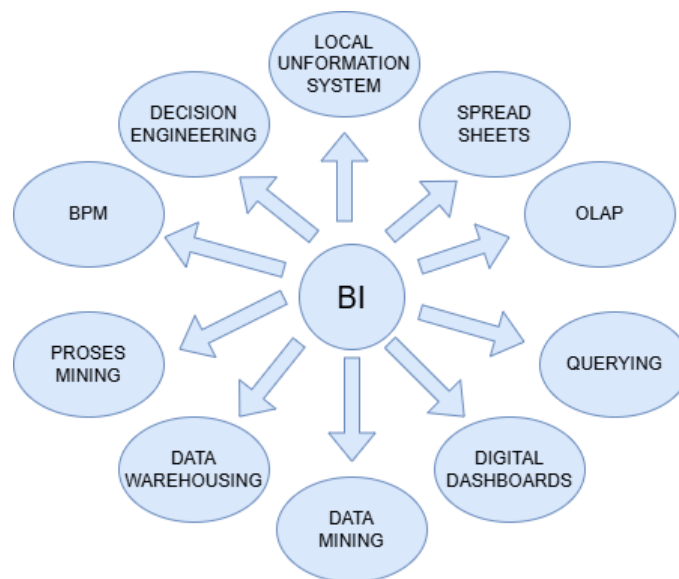 LOCAL
UNFORMATION
SYSTEM
DECISION
ENGINEERING
SPREAD
SHEETS
BPM
OLAP
BI
PROSES
MINING
QUERYING
DATA
WAREHOUSING
DIGITAL
DASHBOARDS
DATA
MINING